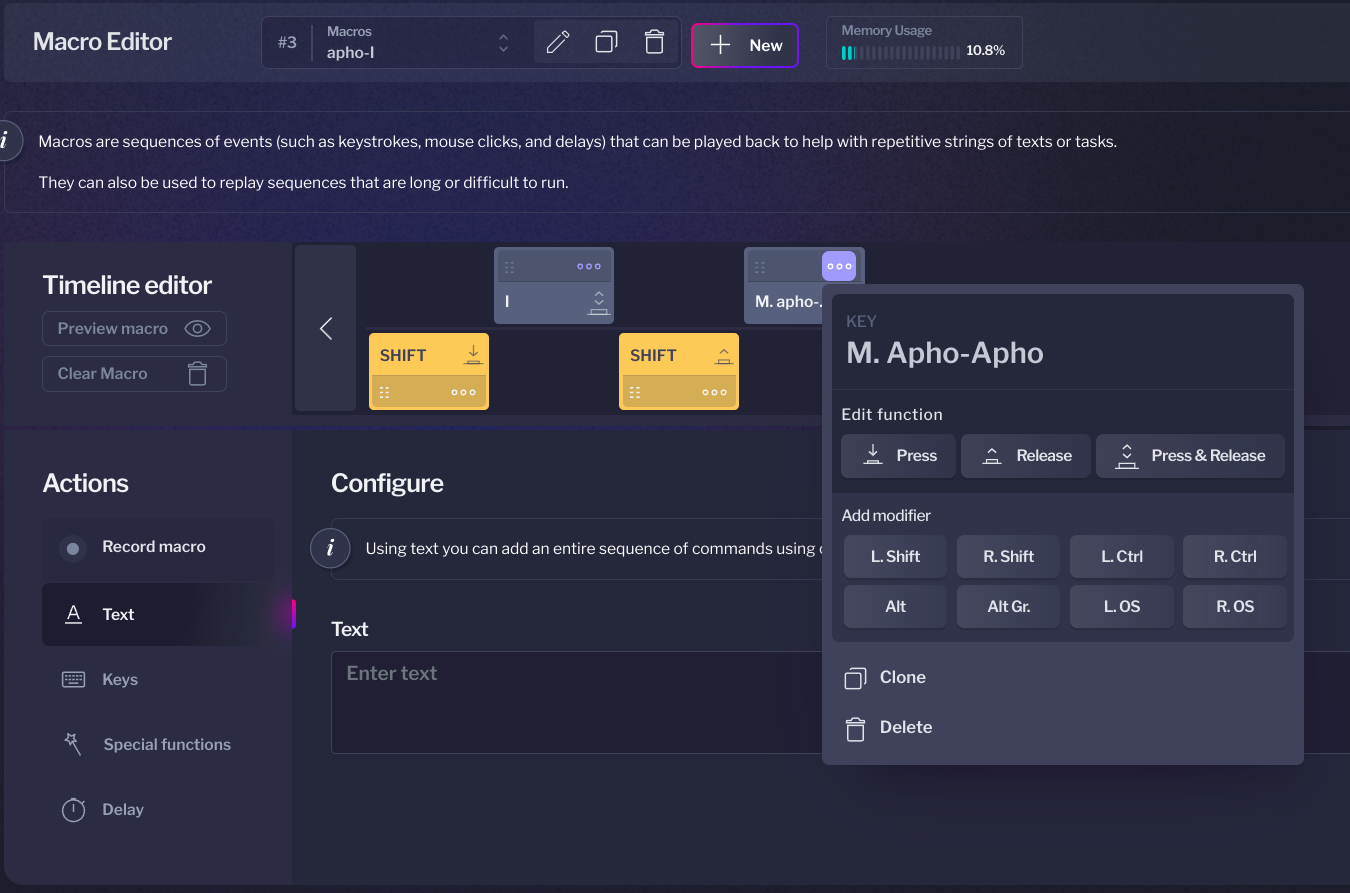 Macro Editor
#3
Macros
apho-I
New
Memory Usage
10.8%
i
Macros are sequences of events (such as keystrokes, mouse clicks, and delays) that can be played back to help with repetitive strings of texts or tasks.
They can also be used to replay sequences that are long or difficult to run.
Timeline editor
Preview macro
Clear Macro
I
M. apho-.
SHIFT
SHIFT
KEY
M. Apho-Apho
Edit function
Press
Release
Press & Release
Add modifier
L. Shift
R. Shift
L. Ctrl
R. Ctrl
Alt
Alt Gr.
L. OS
R. OS
Clone
Delete
Actions
Record macro
A Text
Keys
Special functions
Delay
Configure
i
Using text you can add an entire sequence of commands using
Text
Enter text